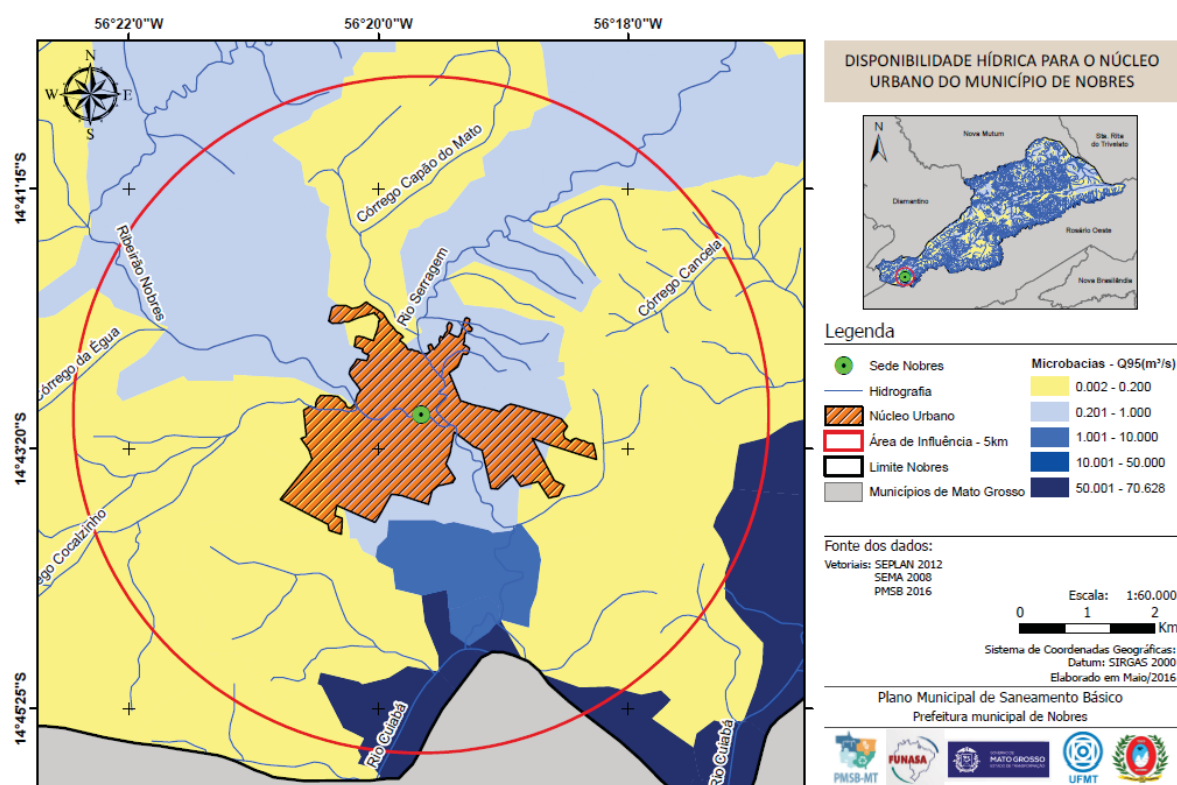 56°22'0"W
56°20'0"W
56°18'0"W
14°41'15"S
14°43'20"S
14°45'25"S
N
W
E
S
Córrego Capão do Mato
Ribeirão Nobres
Rio Serragem
Córrego Cancela
Córrego da Égua
ego Cocalzinho
Rio Cuiabá
Rio Cuiabá
DISPONIBILIDADE HÍDRICA PARA O NÚCLEO
URBANO DO MUNICÍPIO DE NOBRES
N
Nova Mutum
Sta. Rita
do Trivelato
Diamantino
Rosário Oeste
Nova Brasilândia
Legenda
Sede Nobres
Hidrografia
Núcleo Urbano
Área de Influência - 5km
Limite Nobres
Municípios de Mato Grosso
Microbacias - Q95(m³/s)
0.002 - 0.200
0.201 - 1.000
1.001 - 10.000
10.001 - 50.000
50.001 - 70.628
Fonte dos dados:
Vetoriais: SEPLAN 2012
SEMA 2008
PMSB 2016
Escala: 1:60.000
0 1 2
Km
Sistema de Coordenadas Geográficas:
Datum: SIRGAS 2000
Elaborado em Maio/2016
Plano Municipal de Saneamento Básico
Prefeitura municipal de Nobres
PMSB-MT
FUNASA
MATO GROSSO
UFMT